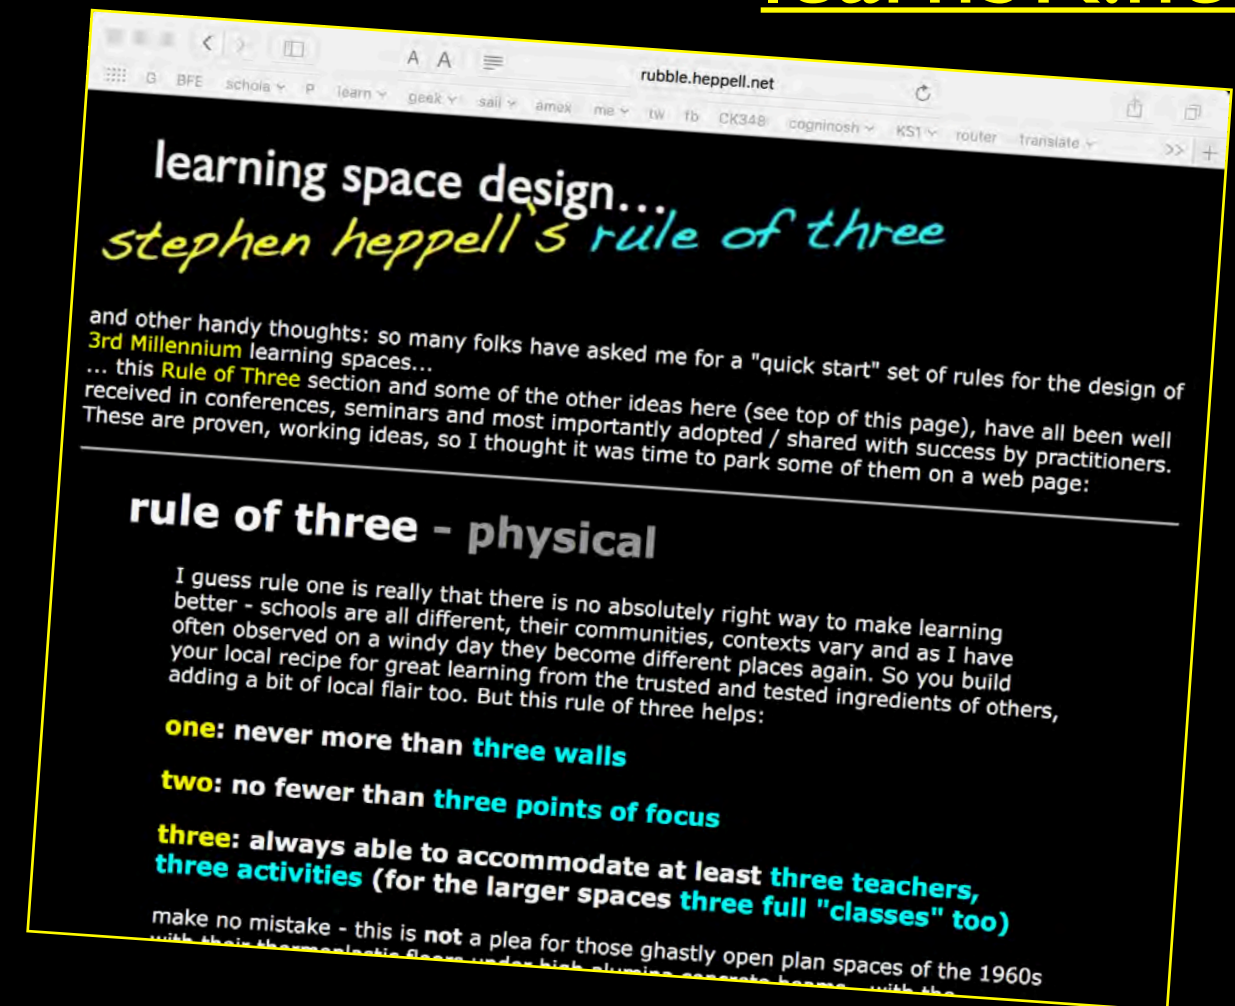 A A
rubble.heppell.net
G BFE schola P learn geek sail amex me tw fb CK348 cogninosh KS1 router translate >> +
learning space design...
stephen heppell's rule of three
and other handy thoughts: so many folks have asked me for a "quick start" set of rules for the design of
3rd Millennium learning spaces...
... this Rule of Three section and some of the other ideas here (see top of this page), have all been well
received in conferences, seminars and most importantly adopted / shared with success by practitioners.
These are proven, working ideas, so I thought it was time to park some of them on a web page:
rule of three - physical
I guess rule one is really that there is no absolutely right way to make learning
better - schools are all different, their communities, contexts vary and as I have
often observed on a windy day they become different places again. So you build
your local recipe for great learning from the trusted and tested ingredients of others,
adding a bit of local flair too. But this rule of three helps:
one: never more than three walls
two: no fewer than three points of focus
three: always able to accommodate at least three teachers,
three activities (for the larger spaces three full "classes" too)
make no mistake - this is not a plea for those ghastly open plan spaces of the 1960s
with their thermoplastic floors under high alumina concrete beams - with the